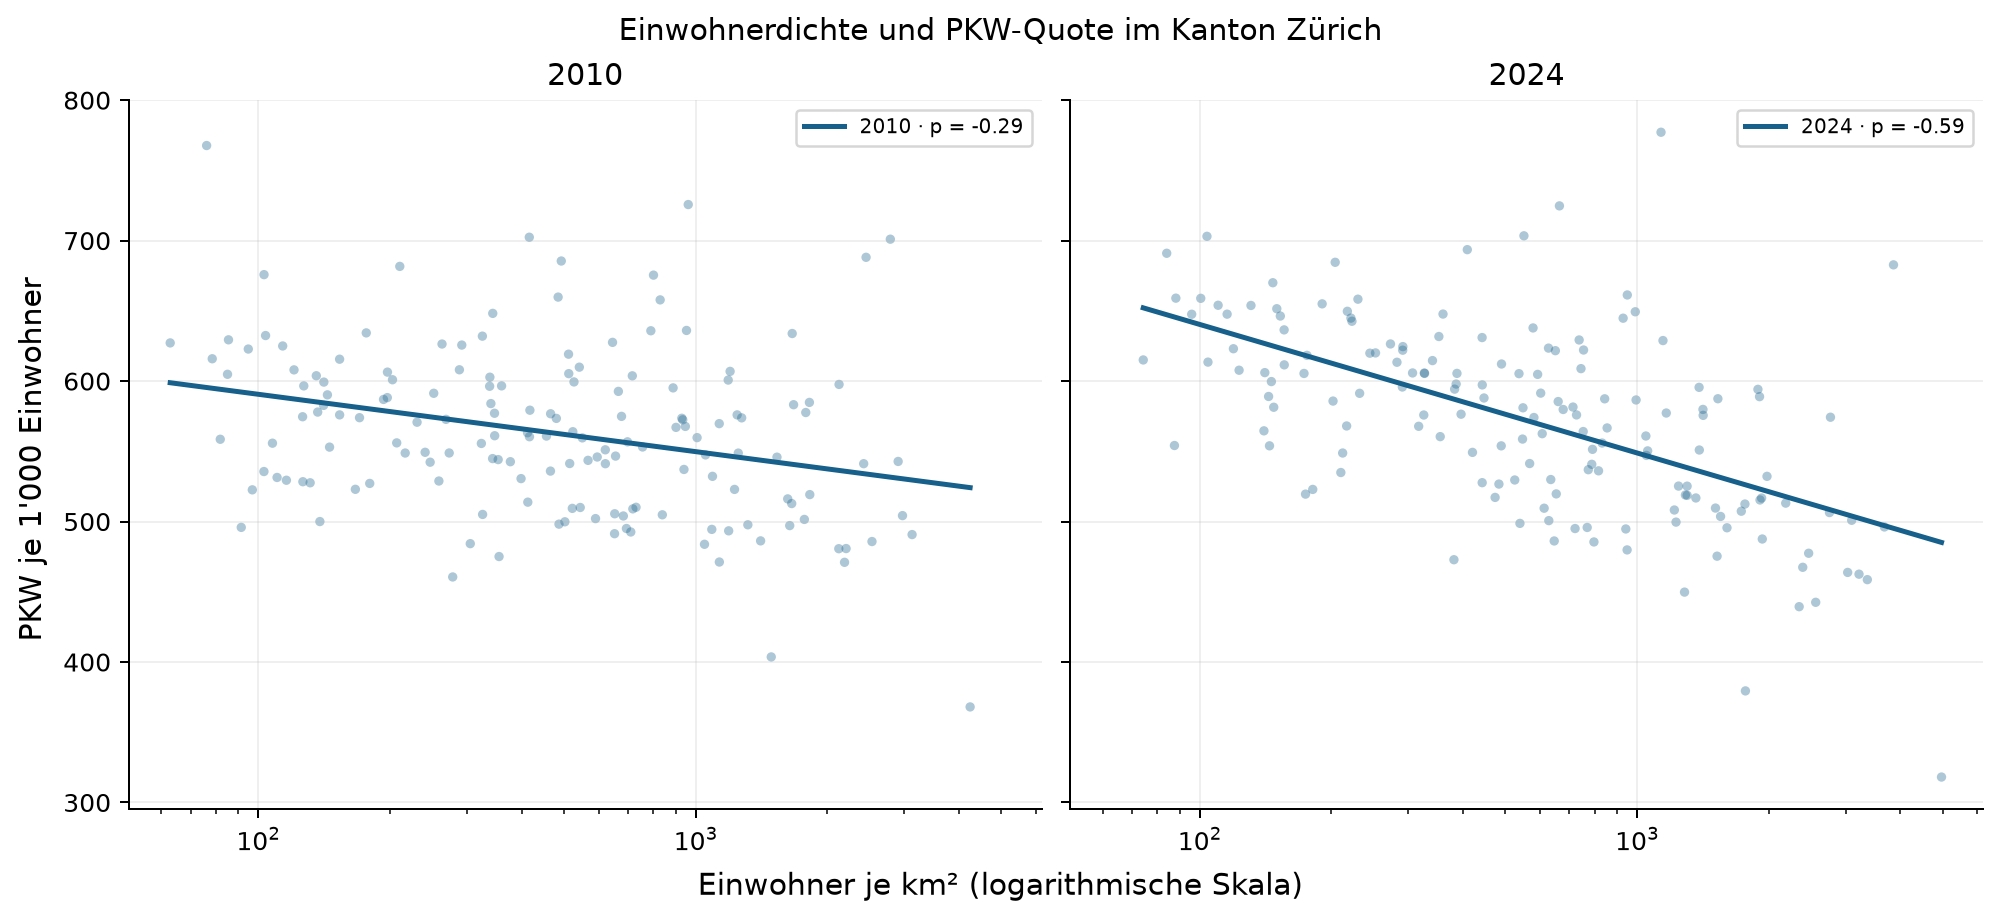 Einwohnerdichte und PKW-Quote im Kanton Zürich
2010
2010 · p = -0.29
800
700
600
500
400
300
PKW je 1'000 Einwohner
10²
10³
2024
2024 · p = -0.59
10²
10³
Einwohner je km² (logarithmische Skala)